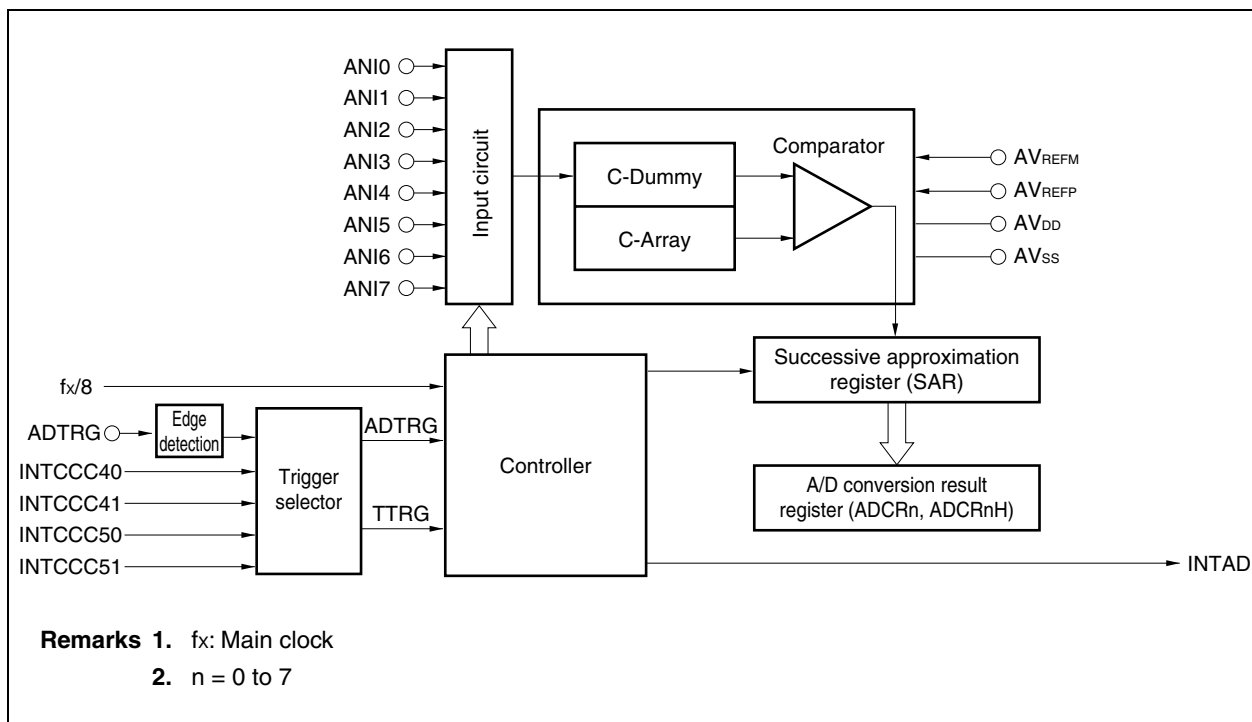 ANI0
ANI1
ANI2
ANI3
ANI4
ANI5
ANI6
ANI7
Input circuit
C-Dummy
C-Array
Comparator
AVREFM
AVREFP
AVDD
AVSS
Successive approximation
register (SAR)
A/D conversion result
register (ADCRn, ADCRnH)
fx/8
ADTRG
Edge
detection
INTCCC40
INTCCC41
INTCCC50
INTCCC51
Trigger
selector
ADTRG
TTRG
Controller
INTAD
Remarks 1. fx: Main clock
2. n = 0 to 7